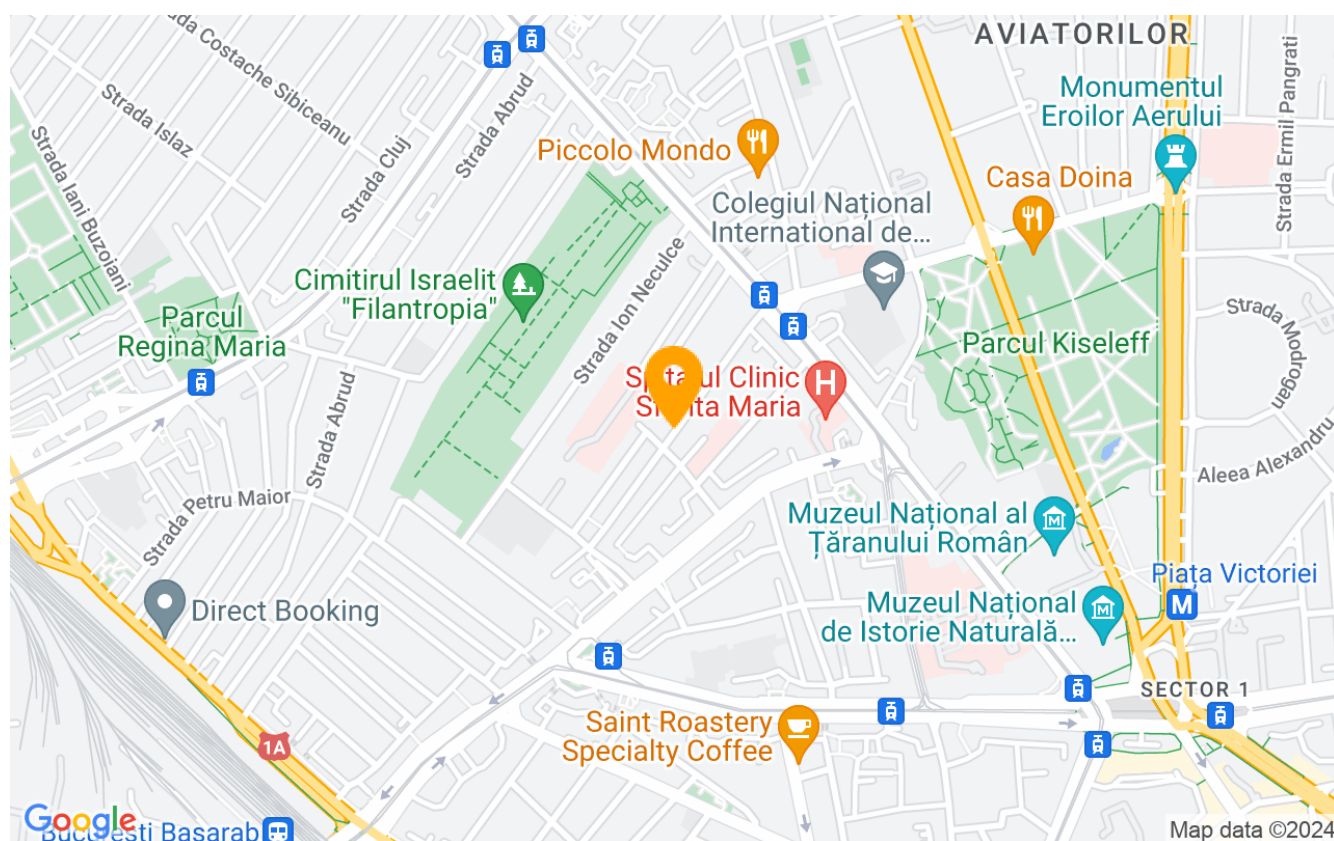 AVIATORILOR
Strada Costache Sibiceanu
Strada Islaz
Strada Abrud
Strada Cluj
Strada Iani Buzoiani
Piccolo Mondo
Monumentul
Eroilor Aerului
Strada Ermil Pangrati
Casa Doina
Colegiul Național
International de...
Cimitirul Israelit
"Filantropia"
Strada Ion Neculce
Parcul
Regina Maria
Parcul Kiseleff
Strada Modrogan
Clinic
Maria
H
Strada Abrud
Aleea Alexandru
Strada Petru Maior
Muzeul Național al
Țăranului Român
Piața Victoriei
M
Direct Booking
Muzeul Național
de Istorie Naturală...
SECTOR 1
Saint Roastery
Specialty Coffee
1A
Google
București Basarab
Map data ©2024